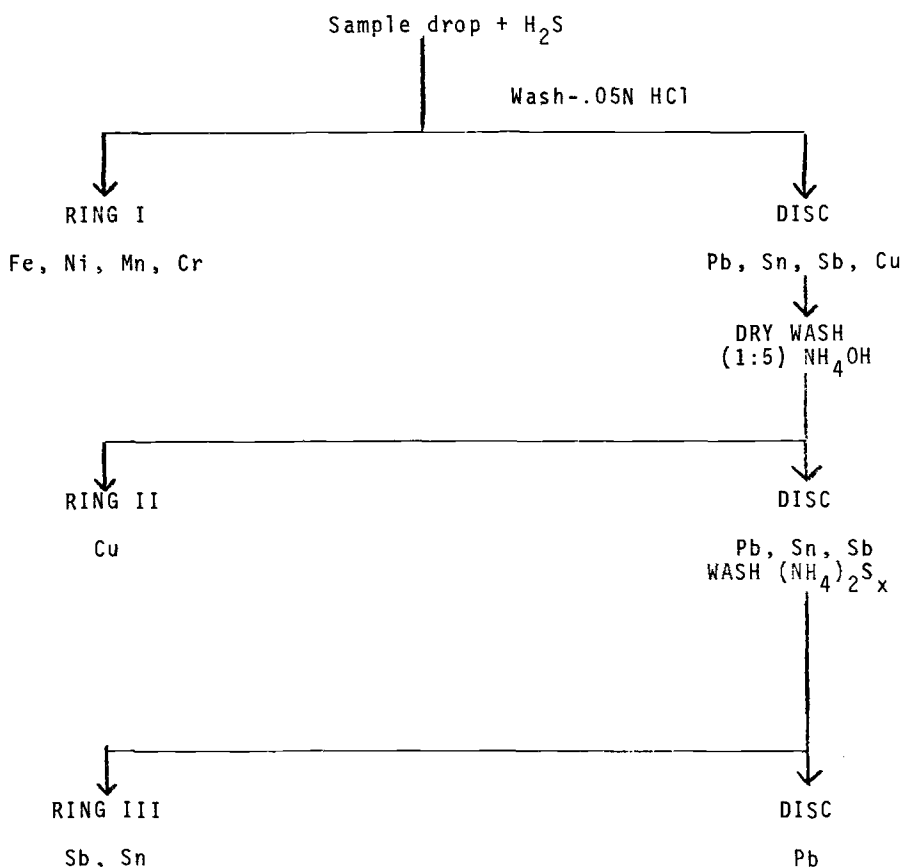 Sample drop + H₂S
Wash-.05N HCl
RING I
DISC
Fe, Ni, Mn, Cr
Pb, Sn, Sb, Cu
DRY WASH
(1:5) NH₄OH
RING II
DISC
Cu
Pb, Sn, Sb
WASH (NH₄)₂Sₓ
RING III
DISC
Sb, Sn
Pb